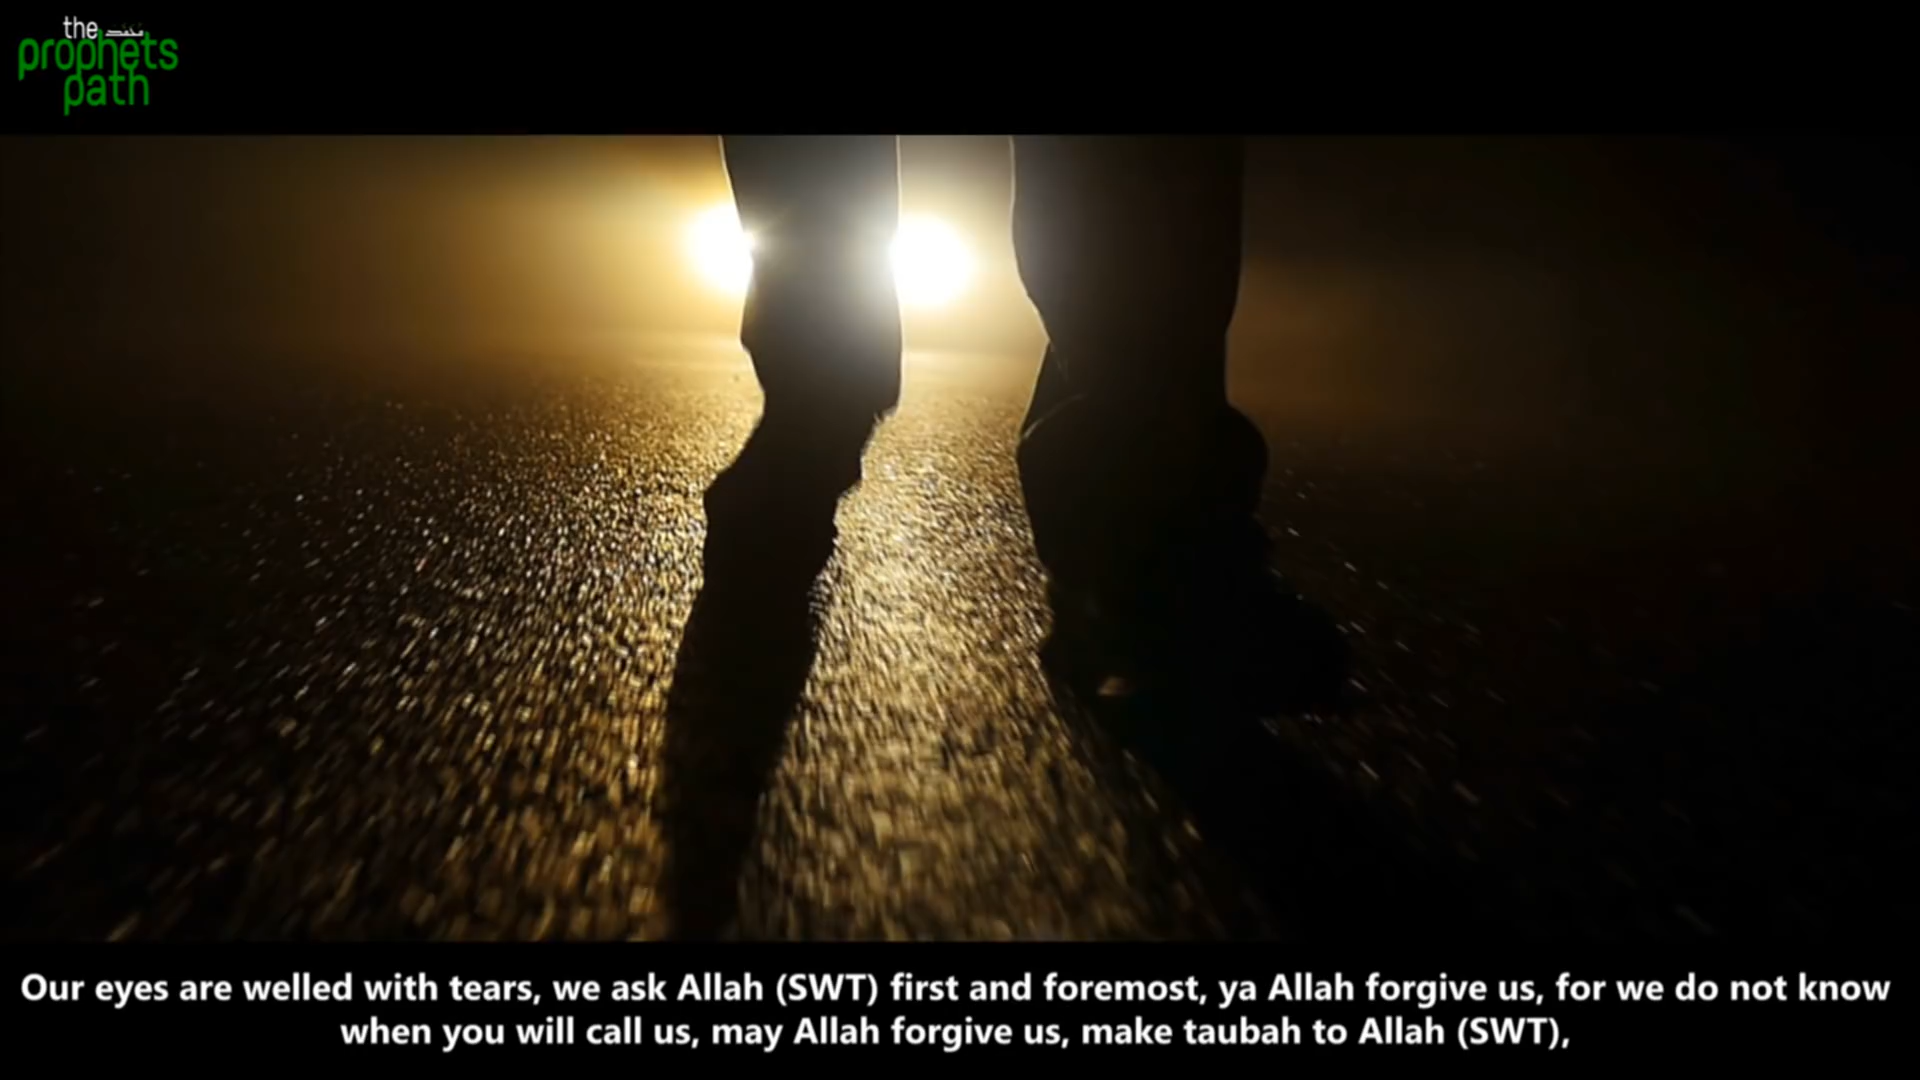 the محمد
prophets
path
Our eyes are welled with tears, we ask Allah (SWT) first and foremost, ya Allah forgive us, for we do not know
when you will call us, may Allah forgive us, make taubah to Allah (SWT),